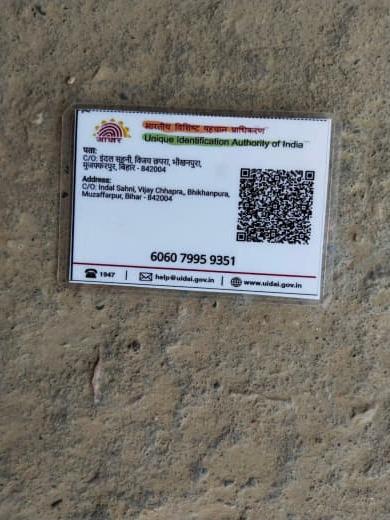 आधार
भारतीय विशिष्ट पहचान प्राधिकरण
Unique Identification Authority of India
पता:
C/O: इंदल सहनी, विजय छपरा, भीखनपुरा,
मुजफ्फरपुर, बिहार - 842004
Address:
C/O: Indal Sahni, Vijay Chhapra,, Bhikhanpura,
Muzaffarpur, Bihar - 842004
6060 7995 9351
1947 | help@uidai.gov.in | www.uidai.gov.in